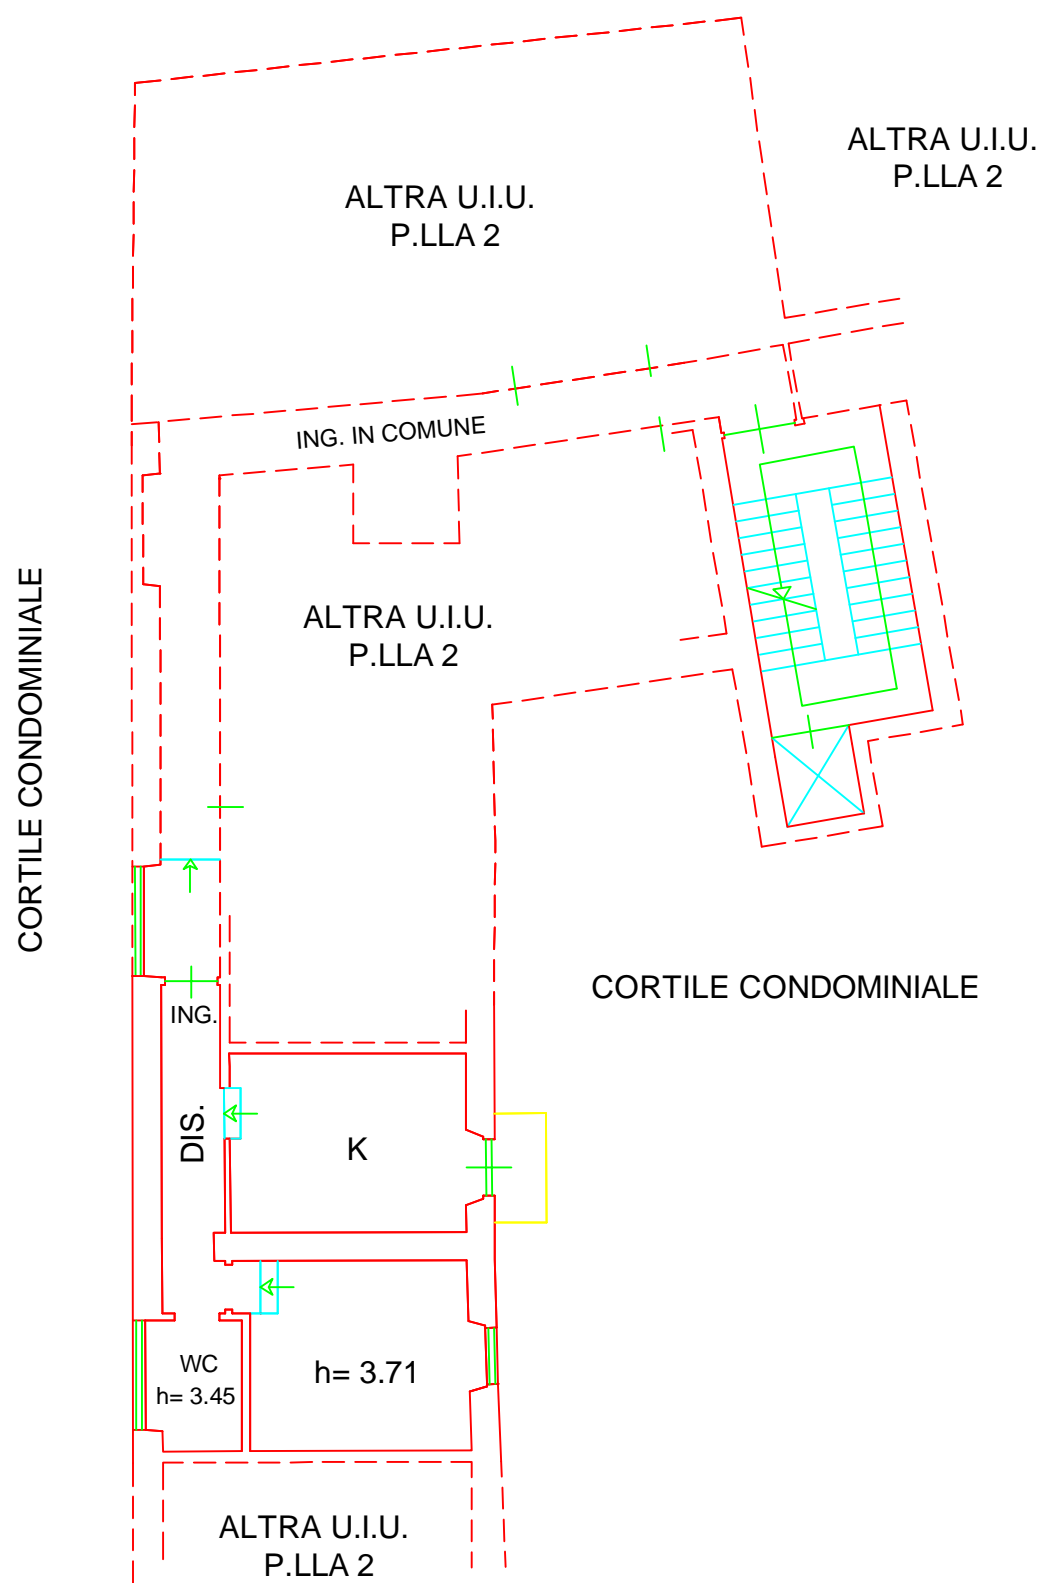 ALTRA U.I.U.
P.LLA 2
ALTRA U.I.U.
P.LLA 2
ING. IN COMUNE
ALTRA U.I.U.
P.LLA 2
CORTILE CONDOMINIALE
CORTILE CONDOMINIALE
ING.
DIS.
K
WC
h= 3.45
h= 3.71
ALTRA U.I.U.
P.LLA 2